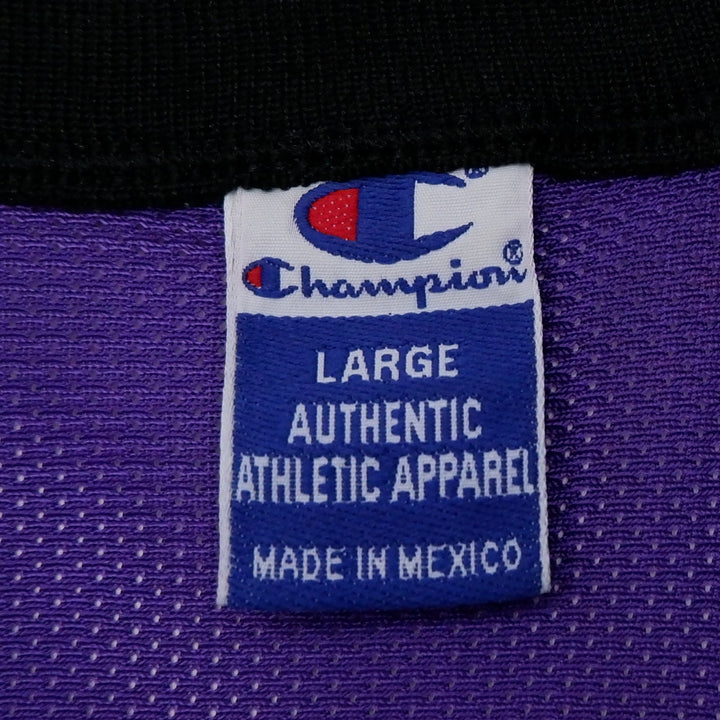 Champion®
LARGE
AUTHENTIC
ATHLETIC APPAREL
MADE IN MEXICO